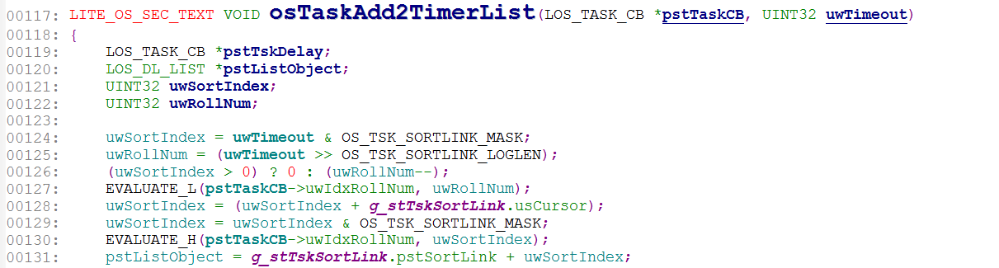 00117: LITE_OS_SEC_TEXT VOID osTaskAdd2TimerList(LOS_TASK_CB *pstTaskCB, UINT32 uwTimeout)
00118: {
00119:     LOS_TASK_CB *pstTskDelay;
00120:     LOS_DL_LIST *pstListObject;
00121:     UINT32 uwSortIndex;
00122:     UINT32 uwRollNum;
00123:
00124:     uwSortIndex = uwTimeout & OS_TSK_SORTLINK_MASK;
00125:     uwRollNum = (uwTimeout >> OS_TSK_SORTLINK_LOGLEN);
00126:     (uwSortIndex > 0) ? 0 : (uwRollNum--);
00127:     EVALUATE_L(pstTaskCB->uwIdxRollNum, uwRollNum);
00128:     uwSortIndex = (uwSortIndex + g_stTskSortLink.usCursor);
00129:     uwSortIndex = uwSortIndex & OS_TSK_SORTLINK_MASK;
00130:     EVALUATE_H(pstTaskCB->uwIdxRollNum, uwSortIndex);
00131:     pstListObject = g_stTskSortLink.pstSortLink + uwSortIndex;